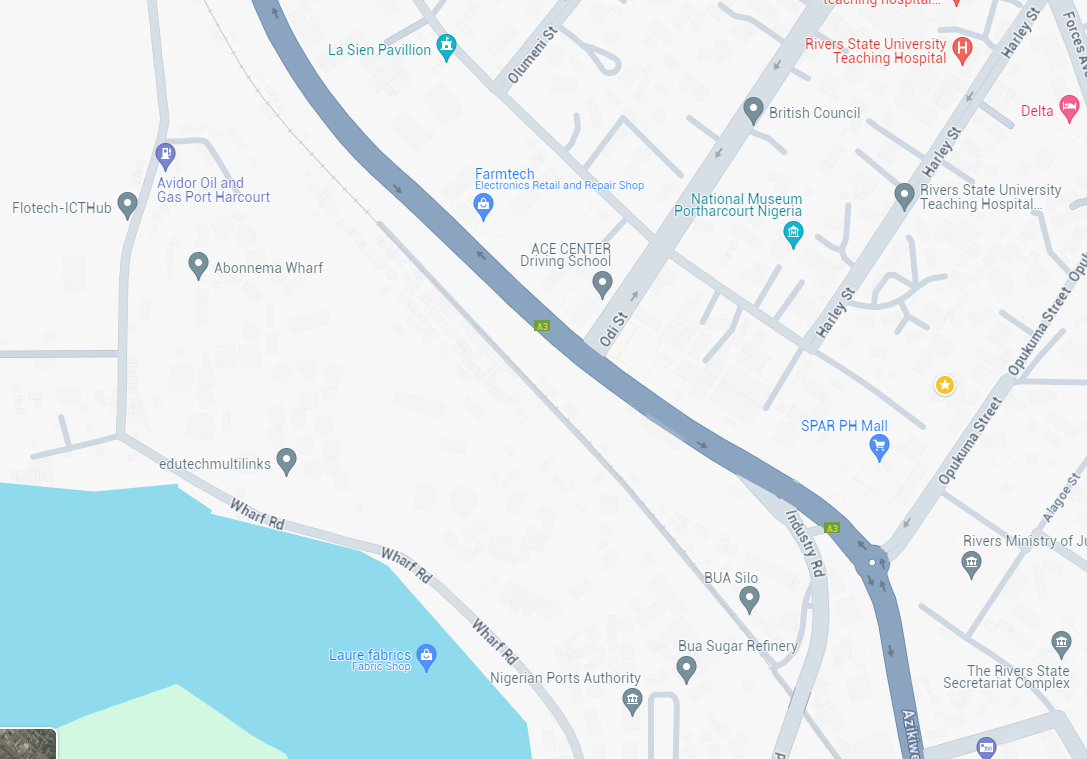 teaching hospital...
La Sien Pavillion
Olumeni St
Rivers State University
Teaching Hospital
Harley St
Forces Av
British Council
Delta
Avidor Oil and
Gas Port Harcourt
Flotech-ICTHub
Farmtech
Electronics Retail and Repair Shop
Harley St
National Museum
Portharcourt Nigeria
Rivers State University
Teaching Hospital...
ACE CENTER
Driving School
Abonnema Wharf
A3
Odi St
Harley St
Opukuma Street
Opu
SPAR PH Mall
Opukuma Street
edutechmultilinks
Wharf Rd
Alagoe St
Industry Rd
A3
Rivers Ministry of Ju
Wharf Rd
BUA Silo
Wharf Rd
Bua Sugar Refinery
Laure fabrics
Fabric Shop
Nigerian Ports Authority
The Rivers State
Secretariat Complex
Azikiwe